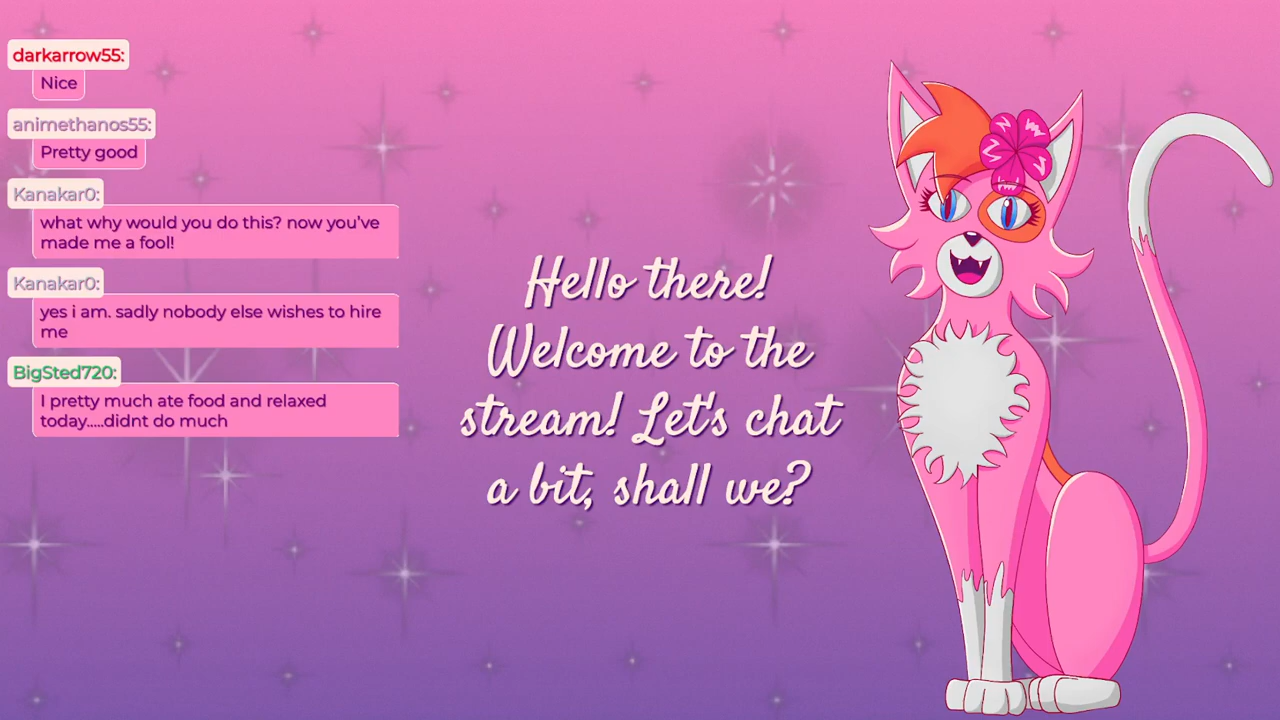 darkarrow55:
Nice
animethanos55:
Pretty good
Kanakar0:
what why would you do this? now you've
made me a fool!
Kanakar0:
yes i am. sadly nobody else wishes to hire
me
BigSted720:
I pretty much ate food and relaxed
today.....didnt do much
Hello there!
Welcome to the
stream! Let's chat
a bit, shall we?